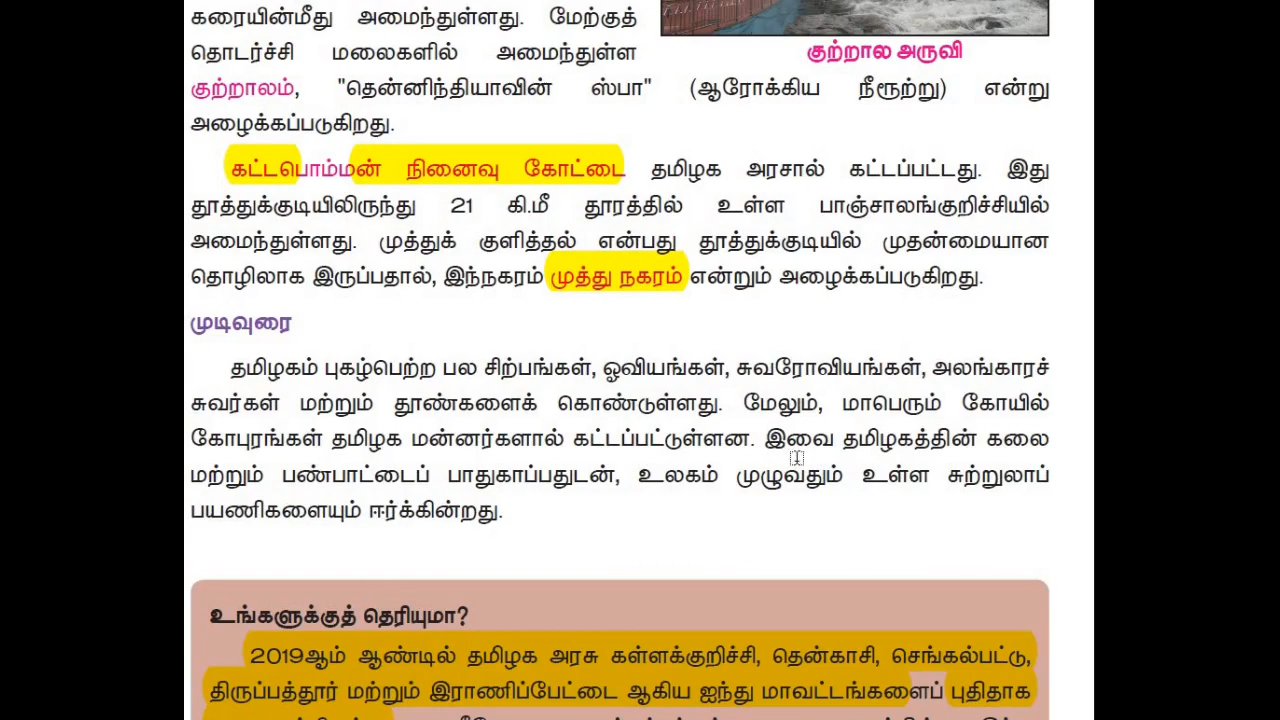 கரையின்மீது அமைந்துள்ளது. மேற்குத்
தொடர்ச்சி மலைகளில் அமைந்துள்ள
குற்றால அருவி
குற்றாலம், "தென்னிந்தியாவின் ஸ்பா" (ஆரோக்கிய நீரூற்று) என்று
அழைக்கப்படுகிறது.
கட்டபொம்மன் நினைவு கோட்டை தமிழக அரசால் கட்டப்பட்டது. இது
தூத்துக்குடியிலிருந்து 21 கி.மீ தூரத்தில் உள்ள பாஞ்சாலங்குறிச்சியில்
அமைந்துள்ளது. முத்துக் குளித்தல் என்பது தூத்துக்குடியில் முதன்மையான
தொழிலாக இருப்பதால், இந்நகரம் முத்து நகரம் என்றும் அழைக்கப்படுகிறது.
முடிவுரை
தமிழகம் புகழ்பெற்ற பல சிற்பங்கள், ஓவியங்கள், சுவரோவியங்கள், அலங்காரச்
சுவர்கள் மற்றும் தூண்களைக் கொண்டுள்ளது. மேலும், மாபெரும் கோயில்
கோபுரங்கள் தமிழக மன்னர்களால் கட்டப்பட்டுள்ளன. இவை தமிழகத்தின் கலை
மற்றும் பண்பாட்டைப் பாதுகாப்பதுடன், உலகம் முழுவதும் உள்ள சுற்றுலாப்
பயணிகளையும் ஈர்க்கின்றது.
உங்களுக்குத் தெரியுமா?
2019ஆம் ஆண்டில் தமிழக அரசு கள்ளக்குறிச்சி, தென்காசி, செங்கல்பட்டு,
திருப்பத்தூர் மற்றும் இராணிப்பேட்டை ஆகிய ஐந்து மாவட்டங்களைப் புதிதாக